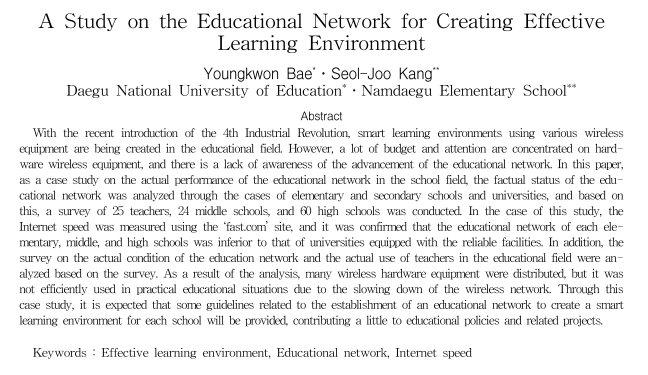 A Study on the Educational Network for Creating Effective
Learning Environment
Youngkwon Bae*・Seol-Joo Kang**
Daegu National University of Education*・Namdaegu Elementary School**
Abstract
With the recent introduction of the 4th Industrial Revolution, smart learning environments using various wireless
equipment are being created in the educational field. However, a lot of budget and attention are concentrated on hard-
ware wireless equipment, and there is a lack of awareness of the advancement of the educational network. In this paper,
as a case study on the actual performance of the educational network in the school field, the factual status of the edu-
cational network was analyzed through the cases of elementary and secondary schools and universities, and based on
this, a survey of 25 teachers, 24 middle schools, and 60 high schools was conducted. In the case of this study, the
Internet speed was measured using the 'fast.com' site, and it was confirmed that the educational network of each ele-
mentary, middle, and high schools was inferior to that of universities equipped with the reliable facilities. In addition, the
survey on the actual condition of the education network and the actual use of teachers in the educational field were an-
alyzed based on the survey. As a result of the analysis, many wireless hardware equipment were distributed, but it was
not efficiently used in practical educational situations due to the slowing down of the wireless network. Through this
case study, it is expected that some guidelines related to the establishment of an educational network to create a smart
learning environment for each school will be provided, contributing a little to educational policies and related projects.
Keywords : Effective learning environment, Educational network, Internet speed